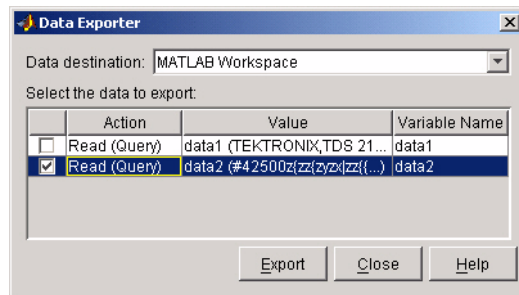 Data Exporter
Data destination: MATLAB Workspace
Select the data to export:
Action Value Variable Name
Read (Query) data1 (TEKTRONIX,TDS 21... data1
Read (Query) data2 (#42500z{zz{zyzx|zz{{...) data2
Export Close Help